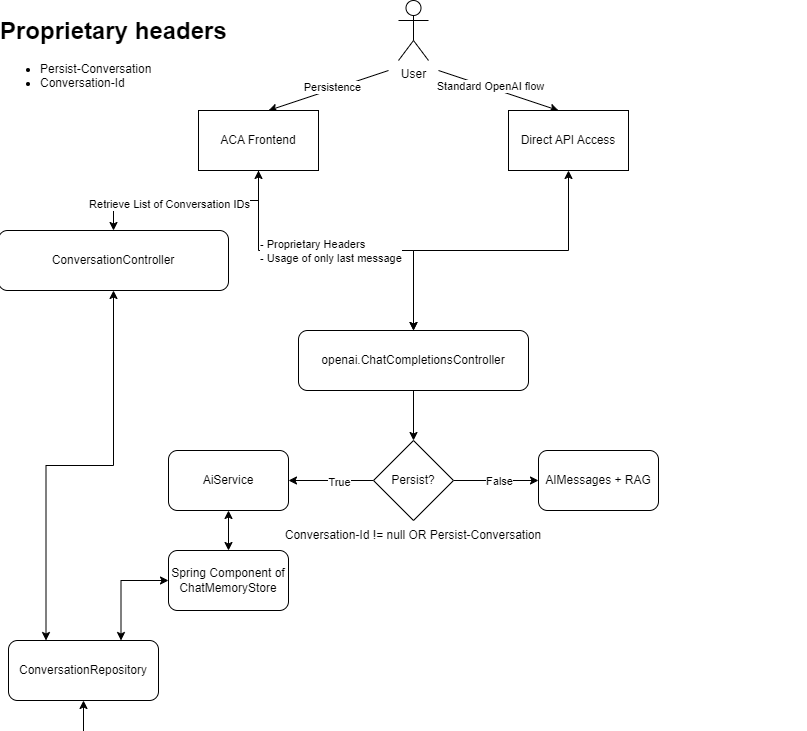 Proprietary headers
Persist-Conversation
Conversation-Id
User
Persistence
Standard OpenAI flow
ACA Frontend
Direct API Access
Retrieve List of Conversation IDs
- Proprietary Headers
- Usage of only last message
ConversationController
openai.ChatCompletionsController
AiService
True
Persist?
False
AIMessages + RAG
Conversation-Id != null OR Persist-Conversation
Spring Component of
ChatMemoryStore
ConversationRepository